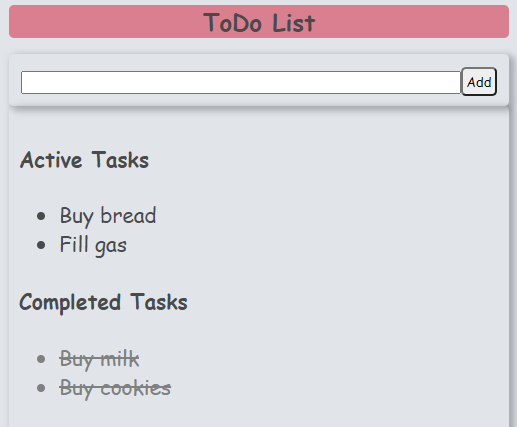 ToDo List
Add
Active Tasks
Buy bread
Fill gas
Completed Tasks
Buy milk
Buy cookies